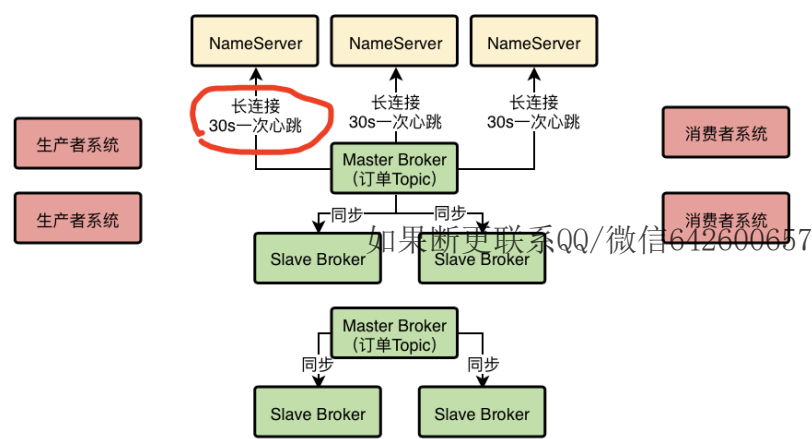 NameServer
NameServer
NameServer
长连接
30s一次心跳
长连接
30s一次心跳
长连接
30s一次心跳
生产者系统
消费者系统
Master Broker
(订单Topic)
生产者系统
消费者系统
同步
同步
如果断更联系QQ/微信642600657
Slave Broker
Slave Broker
Master Broker
(订单Topic)
同步
同步
Slave Broker
Slave Broker